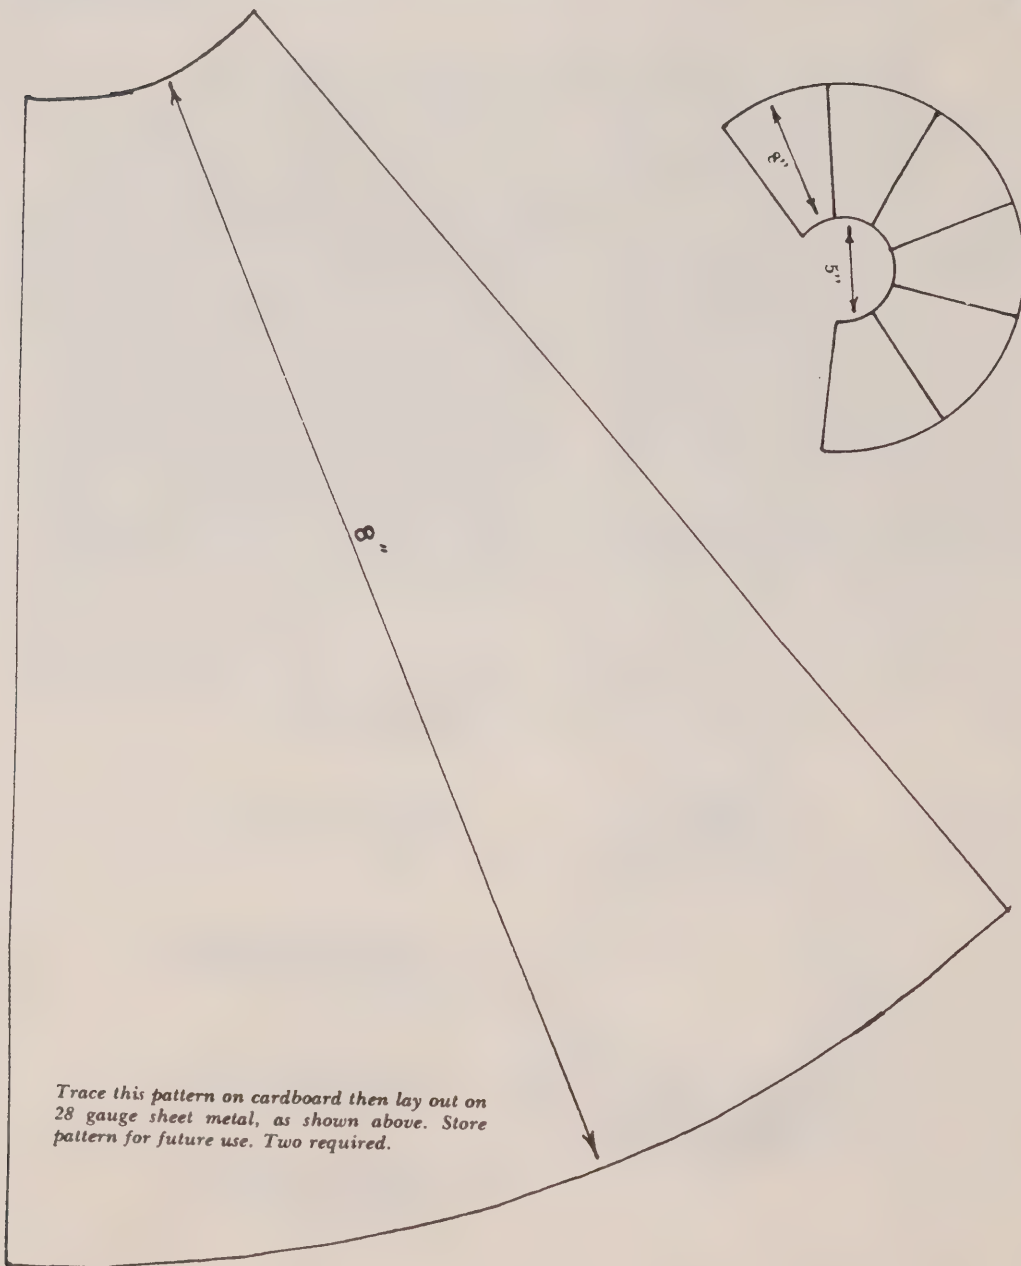 8"
5"
8"
Trace this pattern on cardboard then lay out on
28 gauge sheet metal, as shown above. Store
pattern for future use. Two required.